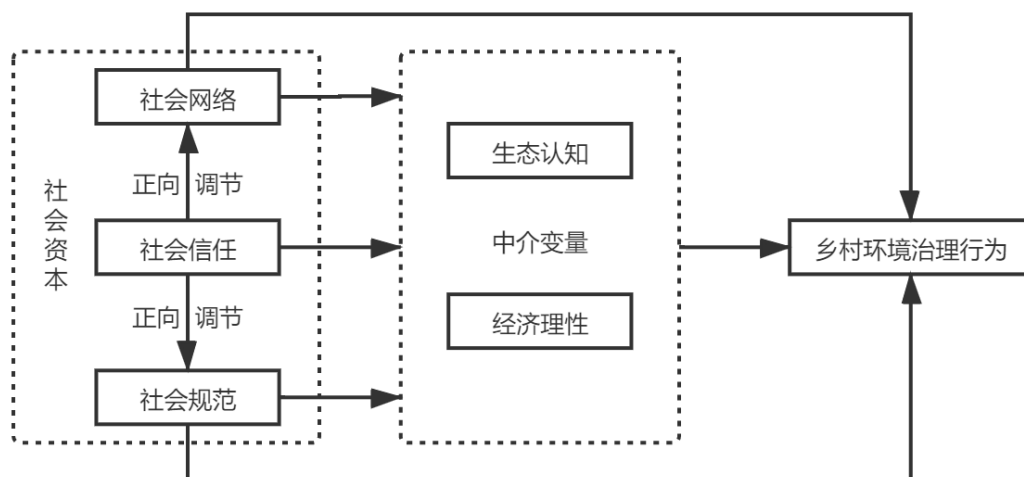 社会网络
生态认知
正向 调节
社会资本
社会信任
中介变量
乡村环境治理行为
正向 调节
经济理性
社会规范